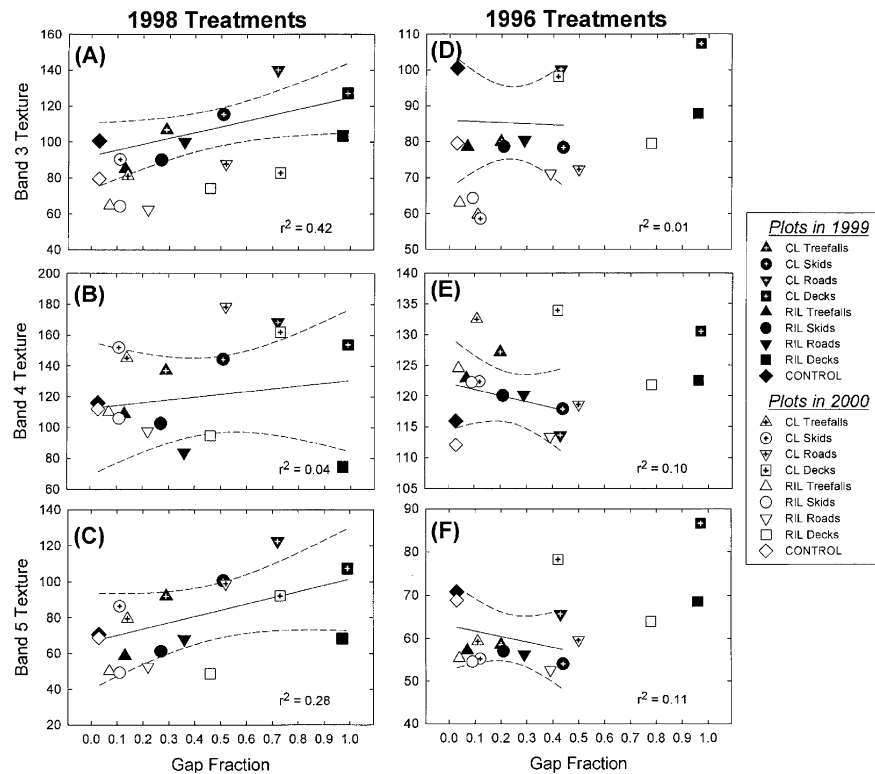 1998 Treatments
1996 Treatments
(A)
160
140
120
100
80
60
40
Band 3 Texture
r² = 0.42
(D)
110
100
90
80
70
60
50
r² = 0.01
(B)
200
180
160
140
120
100
80
60
Band 4 Texture
r² = 0.04
(E)
140
135
130
125
120
115
110
105
r² = 0.10
(C)
140
120
100
80
60
40
20
Band 5 Texture
r² = 0.28
0.0 0.1 0.2 0.3 0.4 0.5 0.6 0.7 0.8 0.9 1.0
Gap Fraction
(F)
90
80
70
60
50
40
r² = 0.11
0.0 0.1 0.2 0.3 0.4 0.5 0.6 0.7 0.8 0.9 1.0
Gap Fraction
Plots in 1999
CL Treefalls
CL Skids
CL Roads
CL Decks
RIL Treefalls
RIL Skids
RIL Roads
RIL Decks
CONTROL
Plots in 2000
CL Treefalls
CL Skids
CL Roads
CL Decks
RIL Treefalls
RIL Skids
RIL Roads
RIL Decks
CONTROL